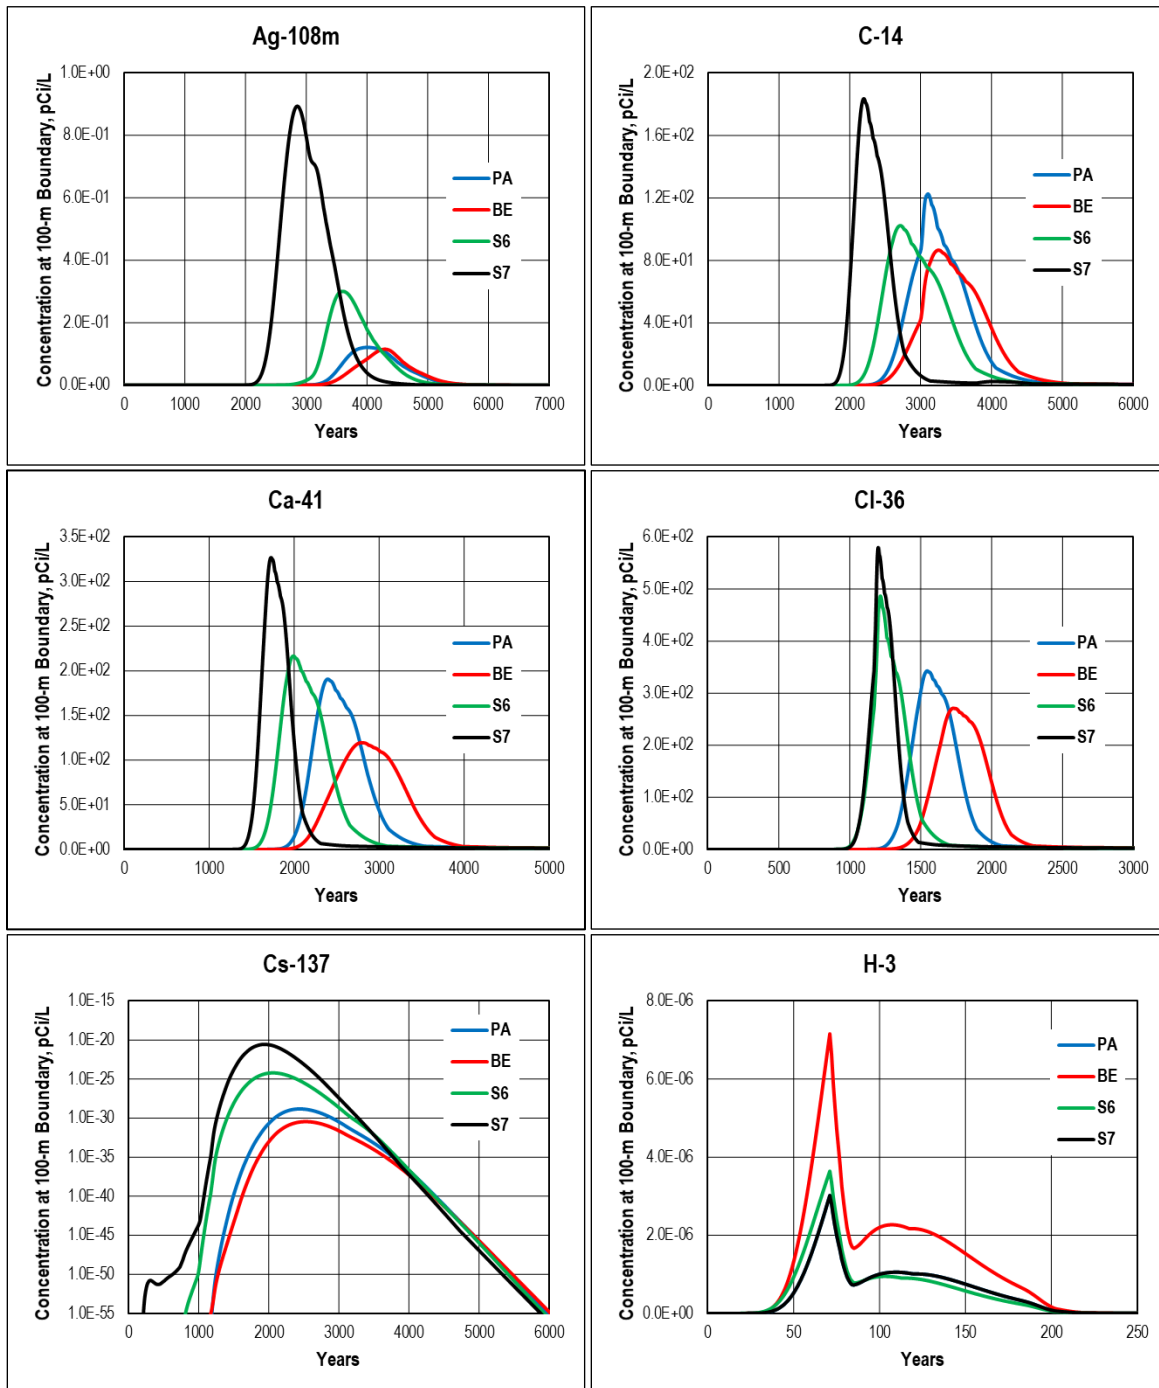 Ag-108m
Concentration at 100-m Boundary, pCi/L
1.0E+00
8.0E-01
6.0E-01
4.0E-01
2.0E-01
0.0E+00
0 1000 2000 3000 4000 5000 6000 7000
Years
PA
BE
S6
S7
C-14
Concentration at 100-m Boundary, pCi/L
2.0E+02
1.6E+02
1.2E+02
8.0E+01
4.0E+01
0.0E+00
0 1000 2000 3000 4000 5000 6000
Years
PA
BE
S6
S7
Ca-41
Concentration at 100-m Boundary, pCi/L
3.5E+02
3.0E+02
2.5E+02
2.0E+02
1.5E+02
1.0E+02
5.0E+01
0.0E+00
0 1000 2000 3000 4000 5000
Years
PA
BE
S6
S7
Cl-36
Concentration at 100-m Boundary, pCi/L
6.0E+02
5.0E+02
4.0E+02
3.0E+02
2.0E+02
1.0E+02
0.0E+00
0 500 1000 1500 2000 2500 3000
Years
PA
BE
S6
S7
Cs-137
Concentration at 100-m Boundary, pCi/L
1.0E-15
1.0E-20
1.0E-25
1.0E-30
1.0E-35
1.0E-40
1.0E-45
1.0E-50
1.0E-55
0 1000 2000 3000 4000 5000 6000
Years
PA
BE
S6
S7
H-3
Concentration at 100-m Boundary, pCi/L
8.0E-06
6.0E-06
4.0E-06
2.0E-06
0.0E+00
0 50 100 150 200 250
Years
PA
BE
S6
S7